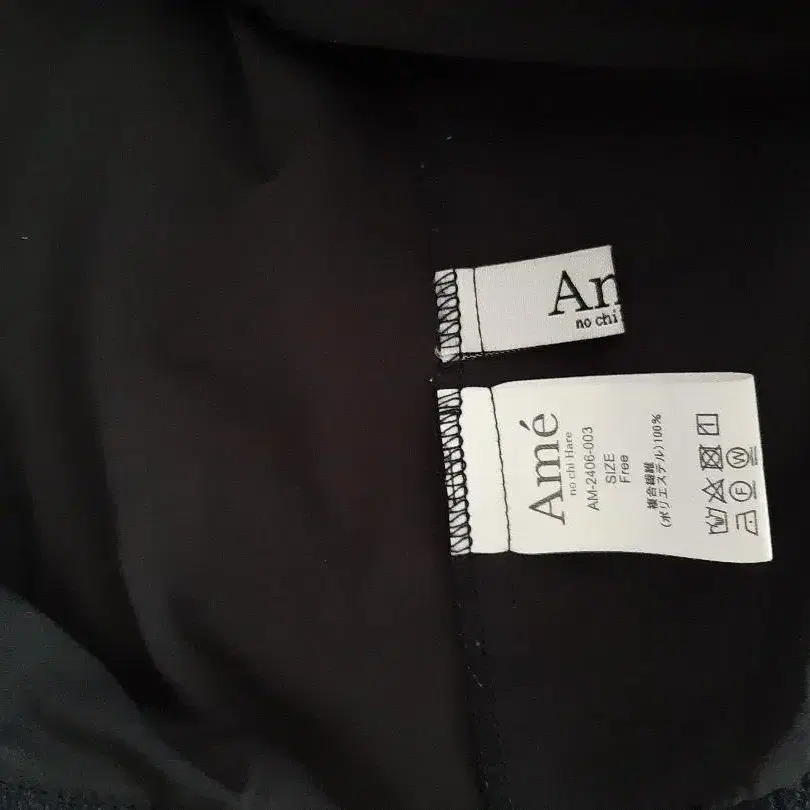 Am
no chi
Amé
no chi Hare
AM-2406-003
SIZE
Free
複合繊維
(ポリエステル)100%
F W